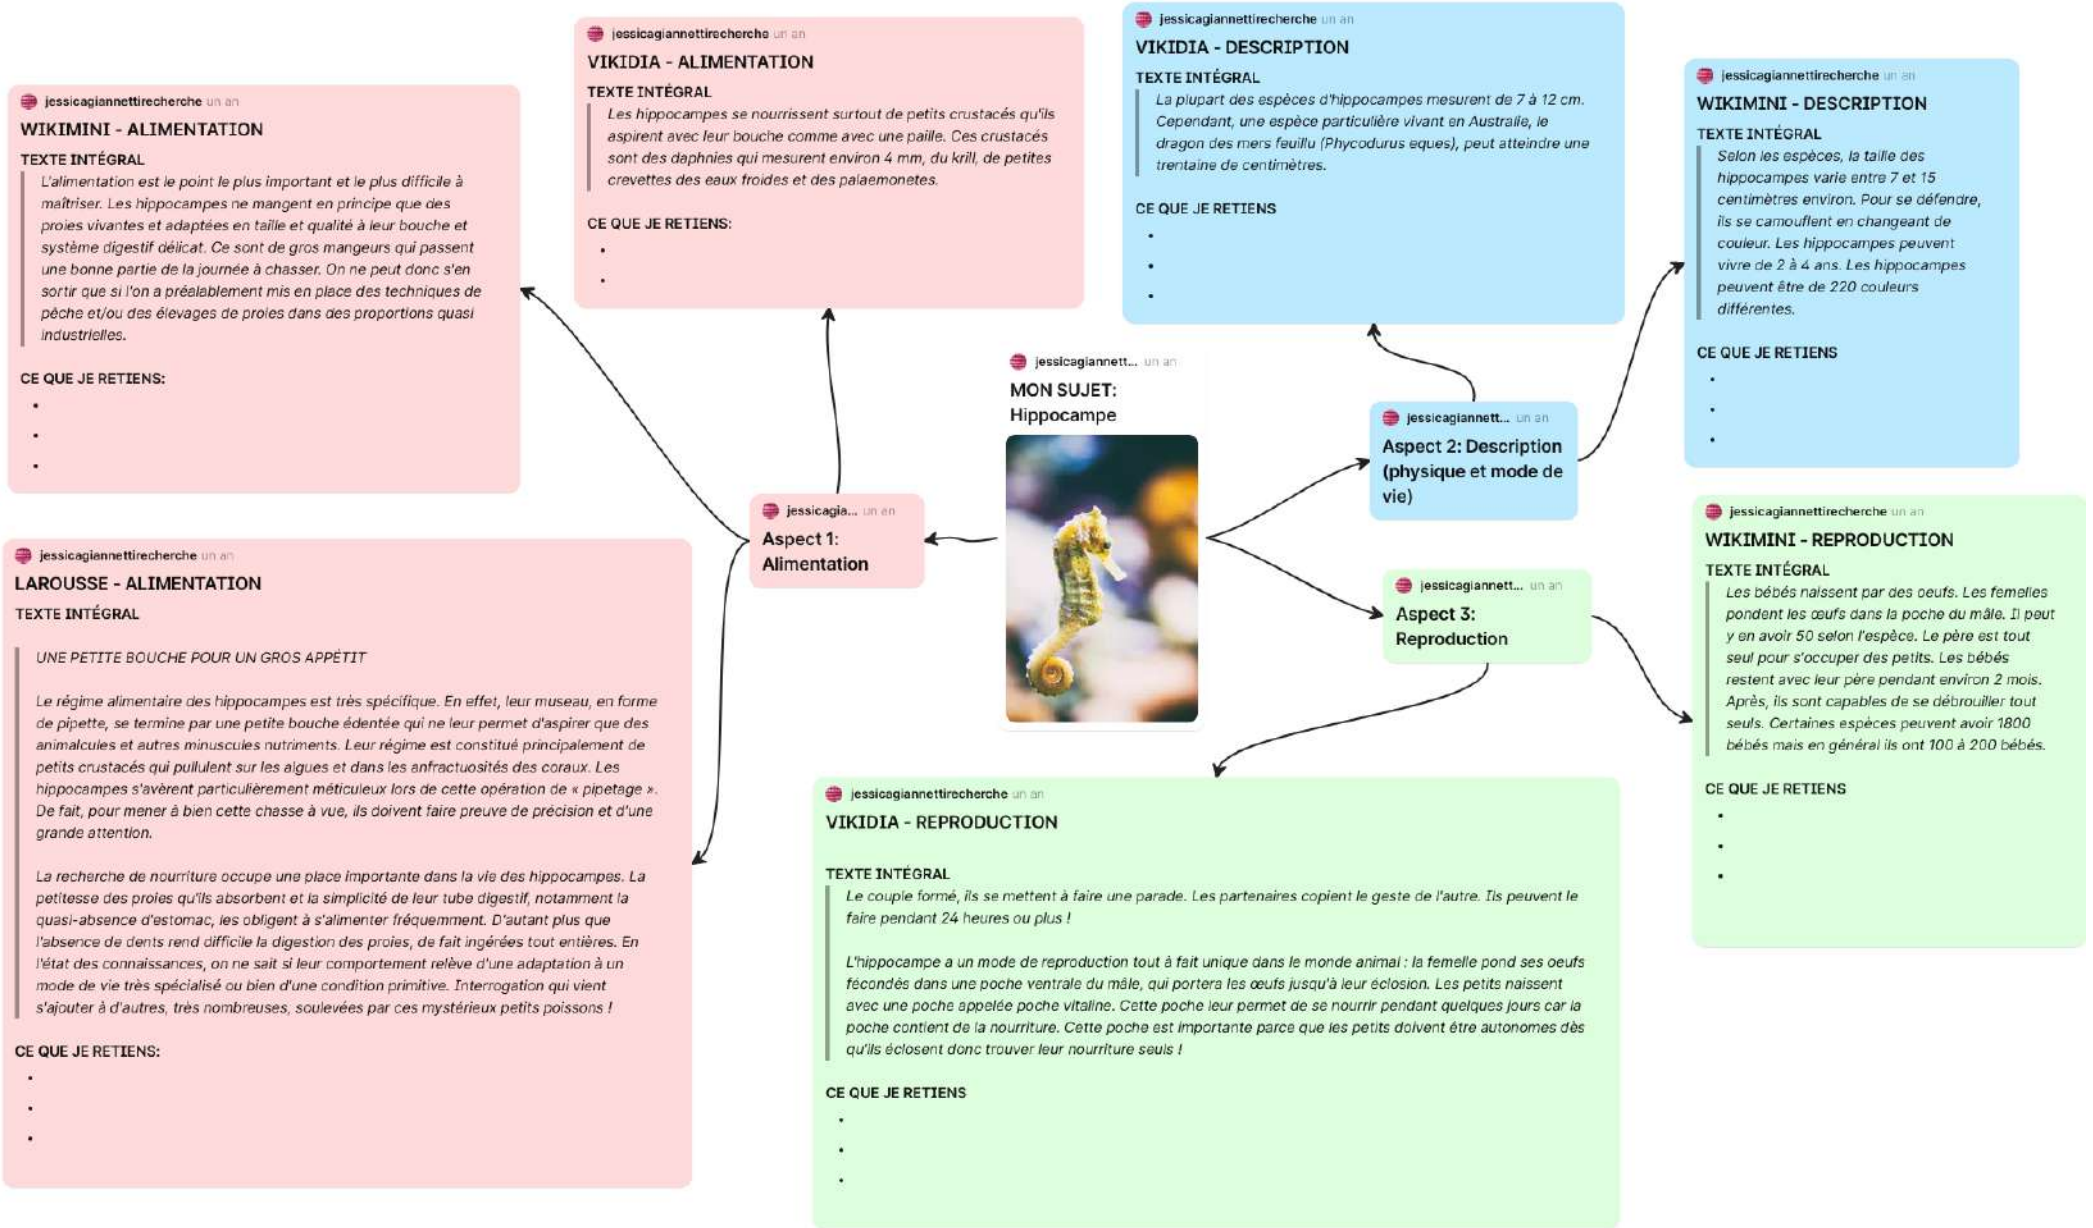 jessicagiannettirecherche un an
WIKIMINI - ALIMENTATION
TEXTE INTÉGRAL
L'alimentation est le point le plus important et le plus difficile à
maîtriser. Les hippocampes ne mangent en principe que des
proies vivantes et adaptées en taille et qualité à leur bouche et
système digestif délicat. Ce sont de gros mangeurs qui passent
une bonne partie de la journée à chasser. On ne peut donc s'en
sortir que si l'on a préalablement mis en place des techniques de
pêche et/ou des élevages de proies dans des proportions quasi
industrielles.
CE QUE JE RETIENS:
jessicagiannettirecherche un an
VIKIDIA - ALIMENTATION
TEXTE INTÉGRAL
Les hippocampes se nourrissent surtout de petits crustacés qu'ils
aspirent avec leur bouche comme avec une paille. Ces crustacés
sont des daphnies qui mesurent environ 4 mm, du krill, de petites
crevettes des eaux froides et des palaemonetes.
CE QUE JE RETIENS:
jessicagiannettirecherche un an
VIKIDIA - DESCRIPTION
TEXTE INTÉGRAL
La plupart des espèces d'hippocampes mesurent de 7 à 12 cm.
Cependant, une espèce particulière vivant en Australie, le
dragon des mers feuillu (Phycodurus eques), peut atteindre une
trentaine de centimètres.
CE QUE JE RETIENS
jessicagiannettirecherche un an
WIKIMINI - DESCRIPTION
TEXTE INTÉGRAL
Selon les espèces, la taille des
hippocampes varie entre 7 et 15
centimètres environ. Pour se défendre,
ils se camouflent en changeant de
couleur. Les hippocampes peuvent
vivre de 2 à 4 ans. Les hippocampes
peuvent être de 220 couleurs
différentes.
CE QUE JE RETIENS
jessicagiannett... un an
MON SUJET:
Hippocampe
jessicagia... un an
Aspect 1:
Alimentation
jessicagiannett... un an
Aspect 2: Description
(physique et mode de
vie)
jessicagiannett... un an
Aspect 3:
Reproduction
jessicagiannettirecherche un an
LAROUSSE - ALIMENTATION
TEXTE INTÉGRAL
UNE PETITE BOUCHE POUR UN GROS APPÉTIT
Le régime alimentaire des hippocampes est très spécifique. En effet, leur museau, en forme
de pipette, se termine par une petite bouche édentée qui ne leur permet d'aspirer que des
animalcules et autres minuscules nutriments. Leur régime est constitué principalement de
petits crustacés qui pullulent sur les algues et dans les anfractuosités des coraux. Les
hippocampes s'avèrent particulièrement méticuleux lors de cette opération de « pipetage ».
De fait, pour mener à bien cette chasse à vue, ils doivent faire preuve de précision et d'une
grande attention.
La recherche de nourriture occupe une place importante dans la vie des hippocampes. La
petitesse des proies qu'ils absorbent et la simplicité de leur tube digestif, notamment la
quasi-absence d'estomac, les obligent à s'alimenter fréquemment. D'autant plus que
l'absence de dents rend difficile la digestion des proies, de fait ingérées tout entières. En
l'état des connaissances, on ne sait si leur comportement relève d'une adaptation à un
mode de vie très spécialisé ou bien d'une condition primitive. Interrogation qui vient
s'ajouter à d'autres, très nombreuses, soulevées par ces mystérieux petits poissons !
CE QUE JE RETIENS:
jessicagiannettirecherche un an
WIKIMINI - REPRODUCTION
TEXTE INTÉGRAL
Les bébés naissent par des oeufs. Les femelles
pondent les œufs dans la poche du mâle. Il peut
y en avoir 50 selon l'espèce. Le père est tout
seul pour s'occuper des petits. Les bébés
restent avec leur père pendant environ 2 mois.
Après, ils sont capables de se débrouiller tout
seuls. Certaines espèces peuvent avoir 1800
bébés mais en général ils ont 100 à 200 bébés.
CE QUE JE RETIENS
jessicagiannettirecherche un an
VIKIDIA - REPRODUCTION
TEXTE INTÉGRAL
Le couple formé, ils se mettent à faire une parade. Les partenaires copient le geste de l'autre. Ils peuvent le
faire pendant 24 heures ou plus !
L'hippocampe a un mode de reproduction tout à fait unique dans le monde animal : la femelle pond ses oeufs
fécondés dans une poche ventrale du mâle, qui portera les œufs jusqu'à leur éclosion. Les petits naissent
avec une poche appelée poche vitaline. Cette poche leur permet de se nourrir pendant quelques jours car la
poche contient de la nourriture. Cette poche est importante parce que les petits doivent être autonomes dès
qu'ils éclosent donc trouver leur nourriture seuls !
CE QUE JE RETIENS